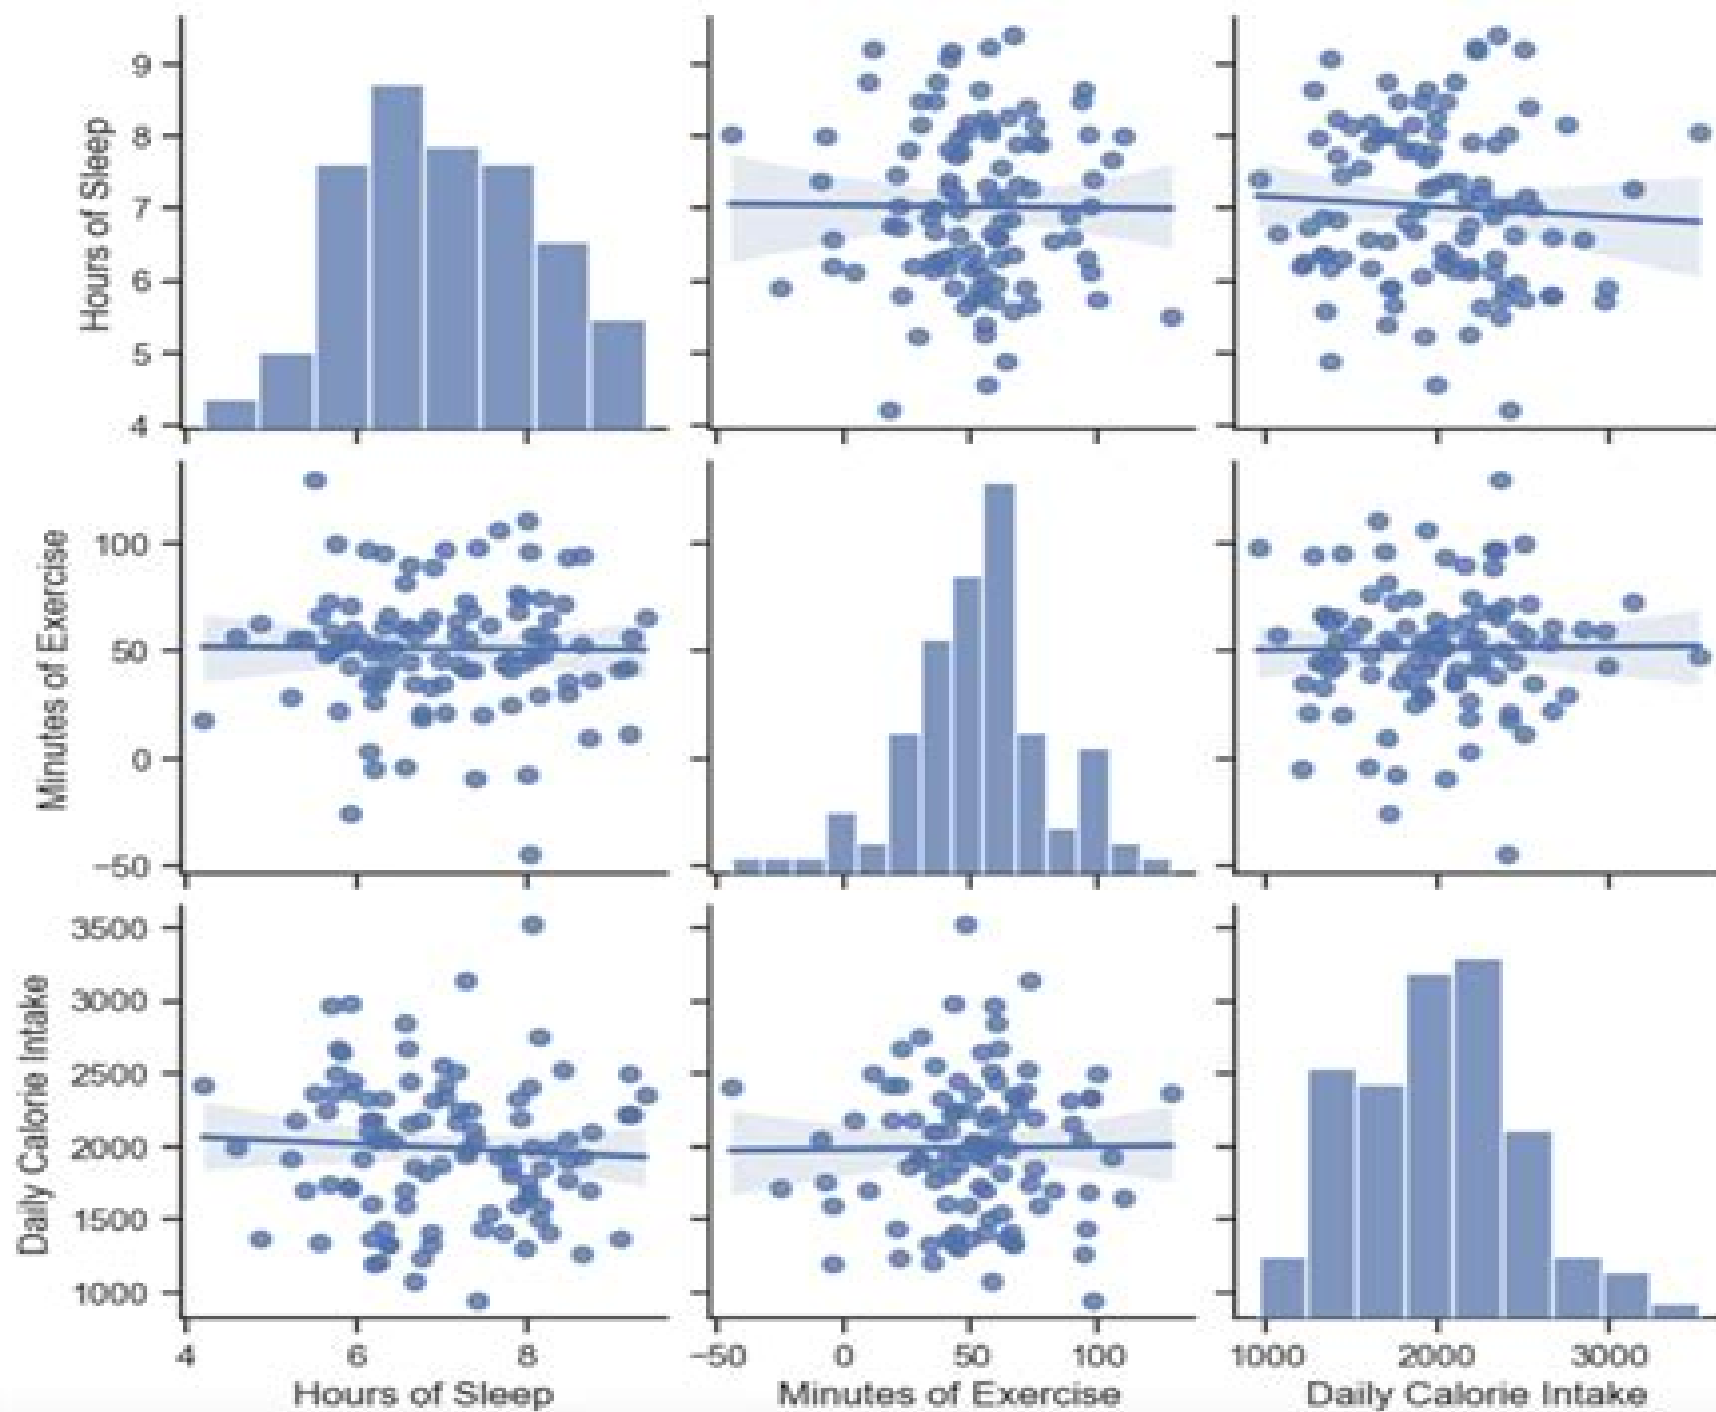 Hours of Sleep
9
8
7
6
5
4
Minutes of Exercise
100
50
0
−50
Daily Calorie Intake
3500
3000
2500
2000
1500
1000
4 6 8
Hours of Sleep
−50 0 50 100
Minutes of Exercise
1000 2000 3000
Daily Calorie Intake